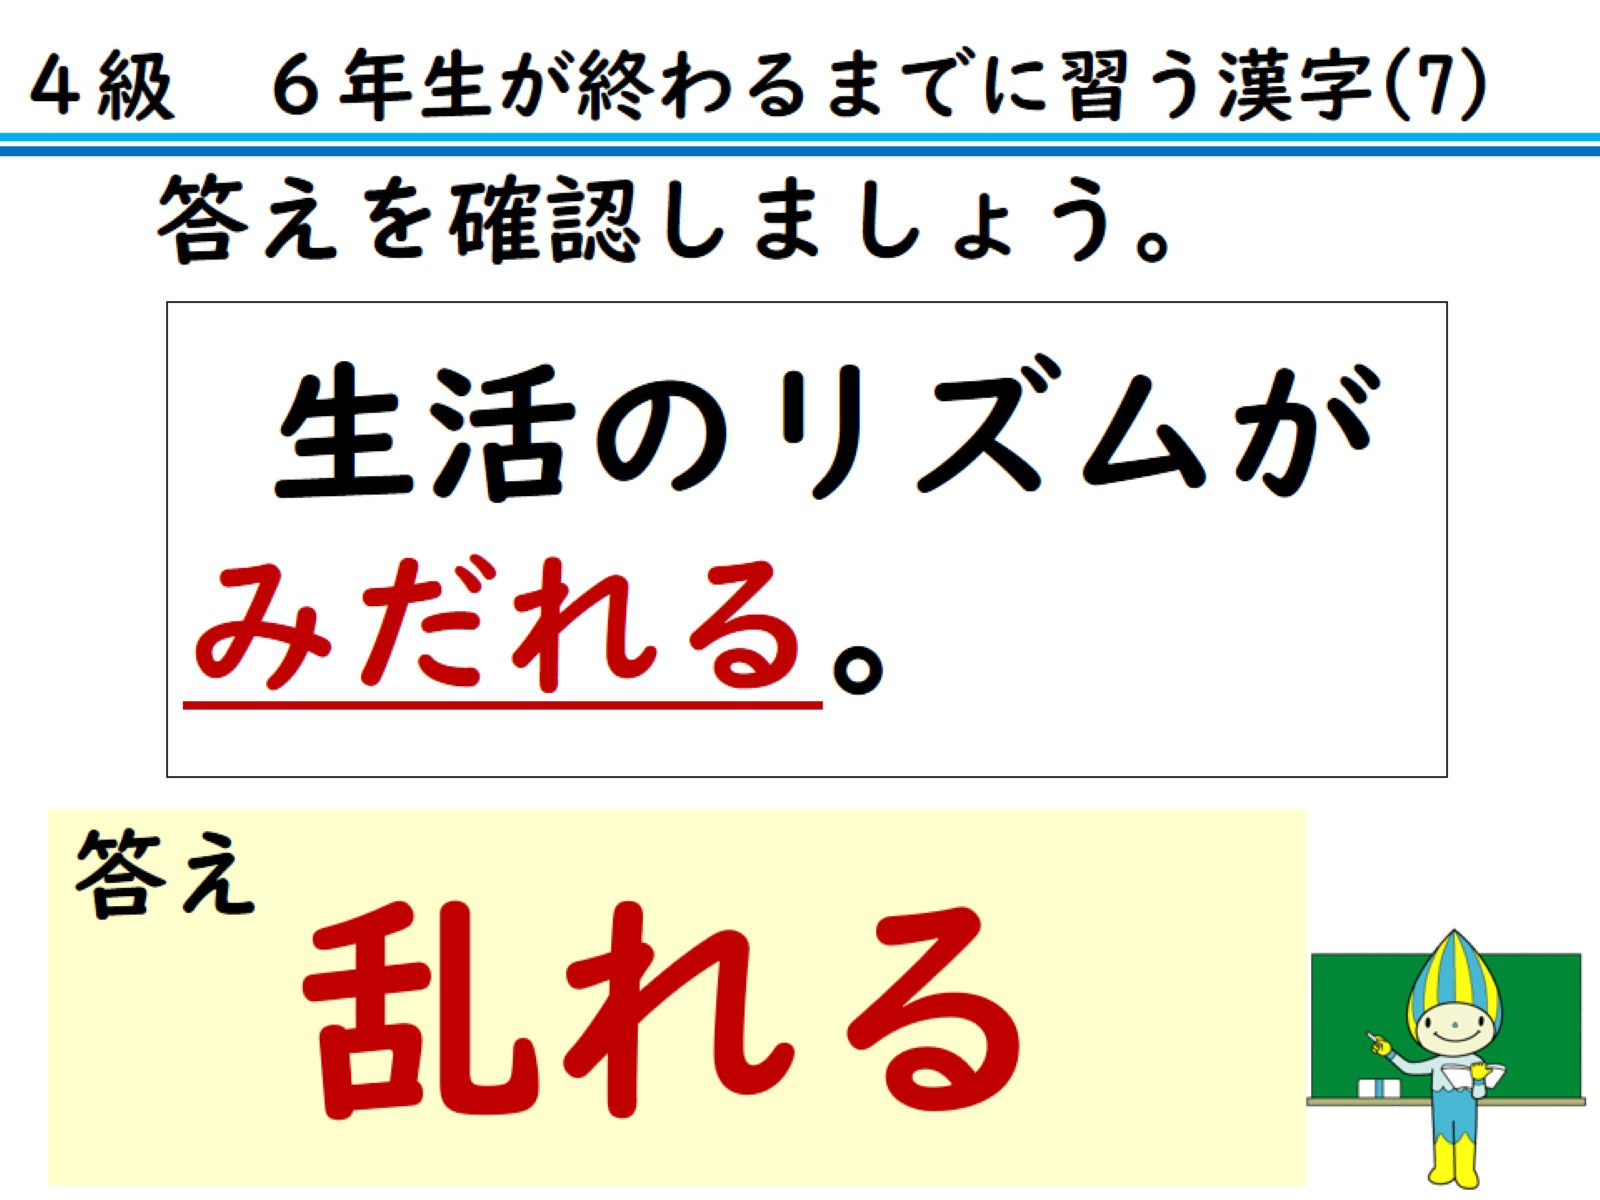 ４級　６年生が終わるまでに習う漢字(7)
答えを確認しましょう。
生活のリズムが
みだれる。
答え
乱れる